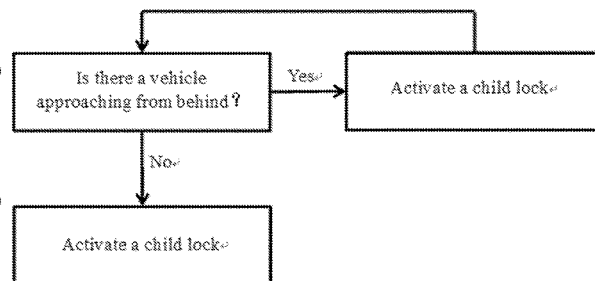 Is there a vehicle
approaching from behind?
Yes
Activate a child lock
No
Activate a child lock